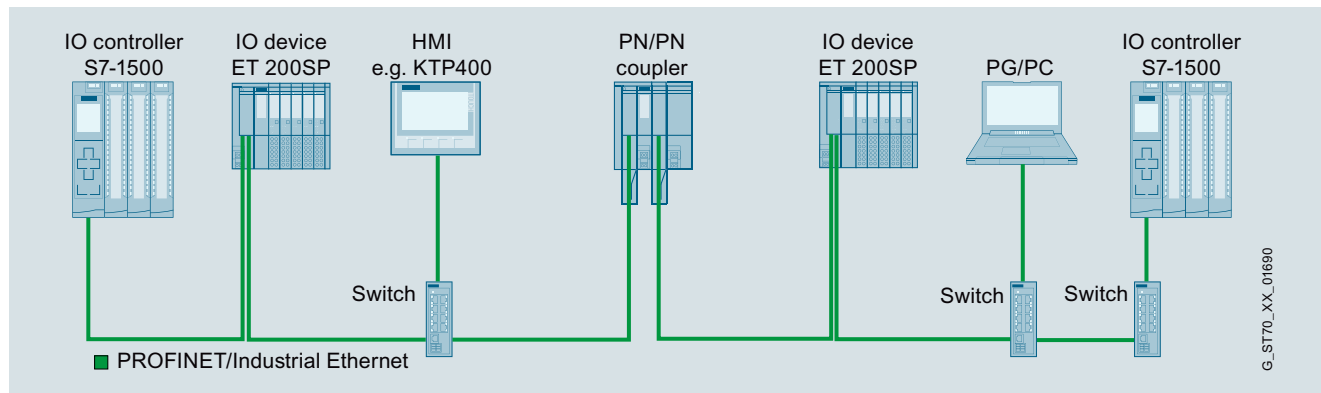 IO controller
S7-1500
IO device
ET 200SP
HMI
e.g. KTP400
PN/PN
coupler
IO device
ET 200SP
PG/PC
IO controller
S7-1500
Switch
Switch
Switch
PROFINET/Industrial Ethernet
G_ST70_XX_01690